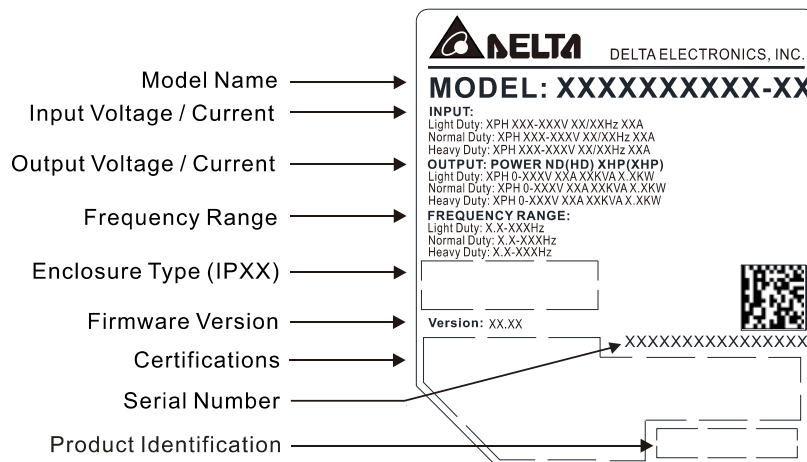 DELTA
DELTA ELECTRONICS, INC.
Model Name
MODEL: XXXXXXXXXX-XX
Input Voltage / Current
INPUT:
Light Duty: XPH XXX-XXXV XX/XXHz XXA
Normal Duty: XPH XXX-XXXV XX/XXHz XXA
Heavy Duty: XPH XXX-XXXV XX/XXHz XXA
Output Voltage / Current
OUTPUT: POWER ND(HD) XHP(XHP)
Light Duty: XPH 0-XXXV XXA XXKVA X.XKW
Normal Duty: XPH 0-XXXV XXA XXKVA X.XKW
Heavy Duty: XPH 0-XXXV XXA XXKVA X.XKW
Frequency Range
FREQUENCY RANGE:
Light Duty: X.X-XXXHz
Normal Duty: X.X-XXXHz
Heavy Duty: X.X-XXXHz
Enclosure Type (IPXX)
Firmware Version
Version: XX.XX
Certifications
XXXXXXXXXXXXXXXX
Serial Number
Product Identification